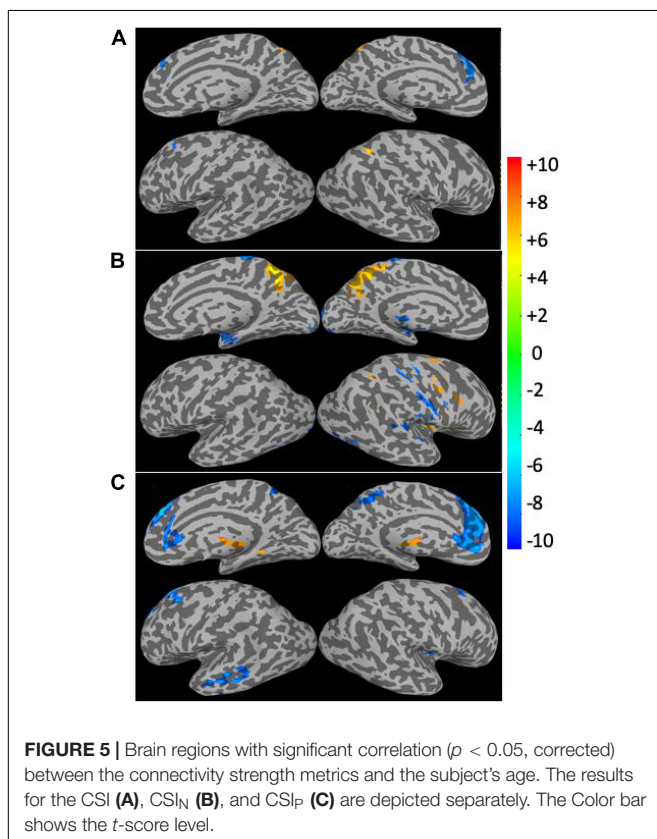 A
B
C
+10
+8
+6
+4
+2
0
-2
-4
-6
-8
-10
FIGURE 5 | Brain regions with significant correlation (p < 0.05, corrected)
between the connectivity strength metrics and the subject's age. The results
for the CSI (A), CSIN (B), and CSIP (C) are depicted separately. The Color bar
shows the t-score level.